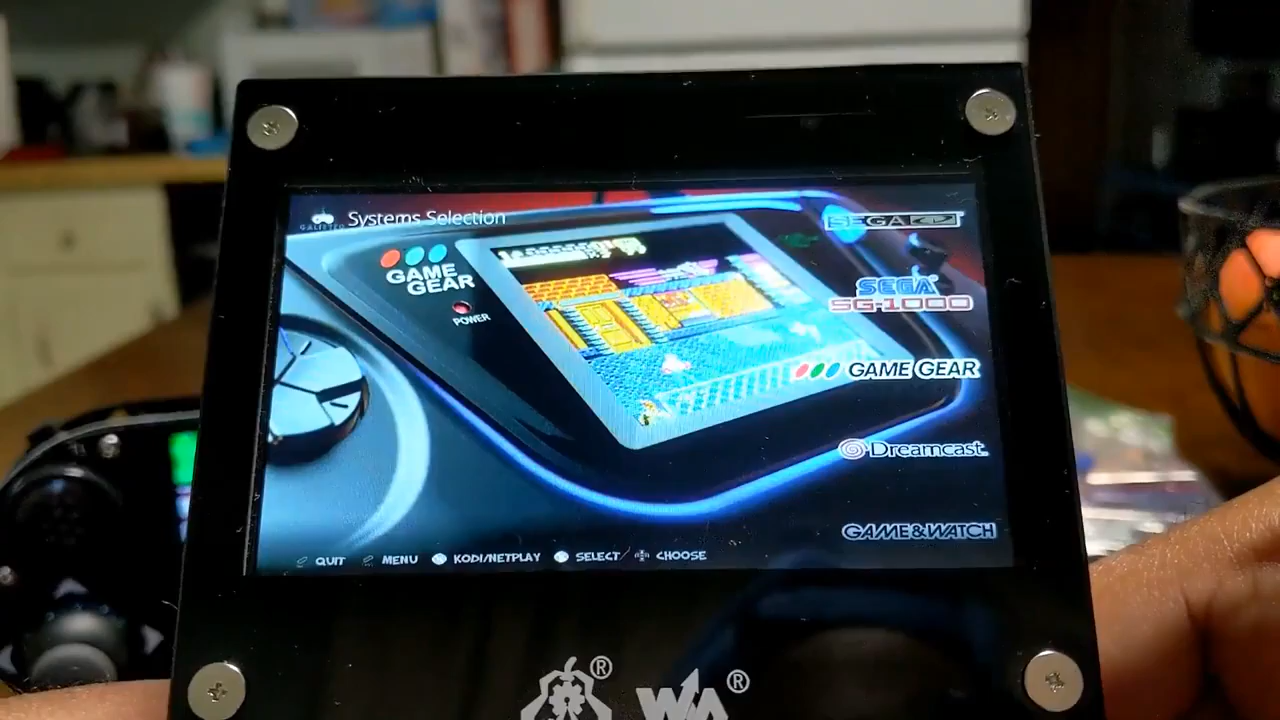 Systems Selection
SEGA CD
GAME
GEAR
POWER
SEGA®
SG-1000
GAME GEAR
Dreamcast
GAME&WATCH
QUIT MENU KODI/NETPLAY SELECT CHOOSE
® ®